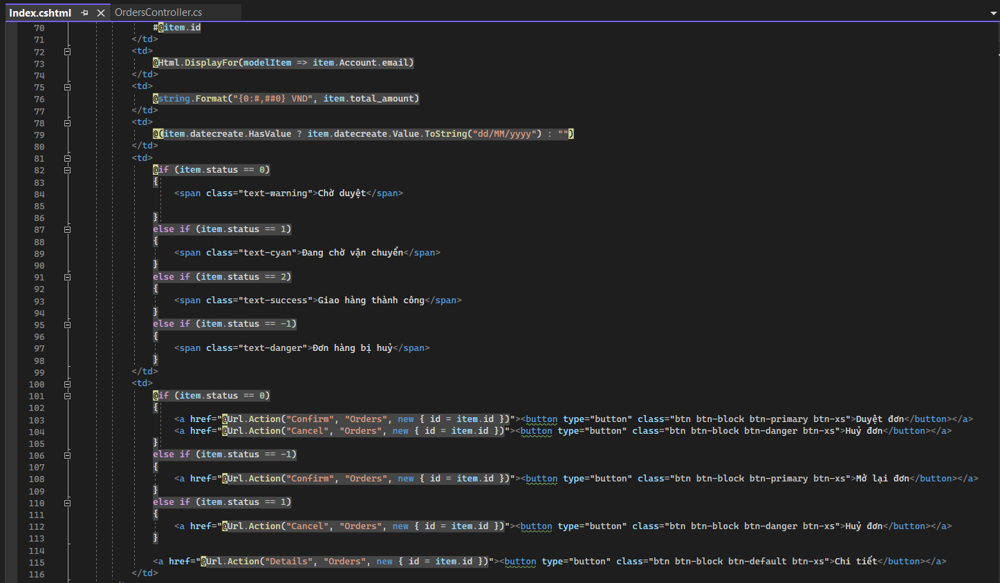 Index.cshtml OrdersController.cs
70 #@item.id
71 </td>
72 <td>
73 @Html.DisplayFor(modelItem => item.Account.email)
74 </td>
75 <td>
76 @string.Format("{0:#,##0} VND", item.total_amount)
77 </td>
78 <td>
79 @(item.datecreate.HasValue ? item.datecreate.Value.ToString("dd/MM/yyyy") : "")
80 </td>
81 <td>
82 @if (item.status == 0)
83 {
84 <span class="text-warning">Chờ duyệt</span>
85
86 }
87 else if (item.status == 1)
88 {
89 <span class="text-cyan">Đang chờ vận chuyển</span>
90 }
91 else if (item.status == 2)
92 {
93 <span class="text-success">Giao hàng thành công</span>
94 }
95 else if (item.status == -1)
96 {
97 <span class="text-danger">Đơn hàng bị huỷ</span>
98 }
99 </td>
100 <td>
101 @if (item.status == 0)
102 {
103 <a href="@Url.Action("Confirm", "Orders", new { id = item.id })"><button type="button" class="btn btn-block btn-primary btn-xs">Duyệt đơn</button></a>
104 <a href="@Url.Action("Cancel", "Orders", new { id = item.id })"><button type="button" class="btn btn-block btn-danger btn-xs">Huỷ đơn</button></a>
105 }
106 else if (item.status == -1)
107 {
108 <a href="@Url.Action("Confirm", "Orders", new { id = item.id })"><button type="button" class="btn btn-block btn-primary btn-xs">Mở lại đơn</button></a>
109 }
110 else if (item.status == 1)
111 {
112 <a href="@Url.Action("Cancel", "Orders", new { id = item.id })"><button type="button" class="btn btn-block btn-danger btn-xs">Huỷ đơn</button></a>
113 }
114
115 <a href="@Url.Action("Details", "Orders", new { id = item.id })"><button type="button" class="btn btn-block btn-default btn-xs">Chi tiết</button></a>
116 </td>